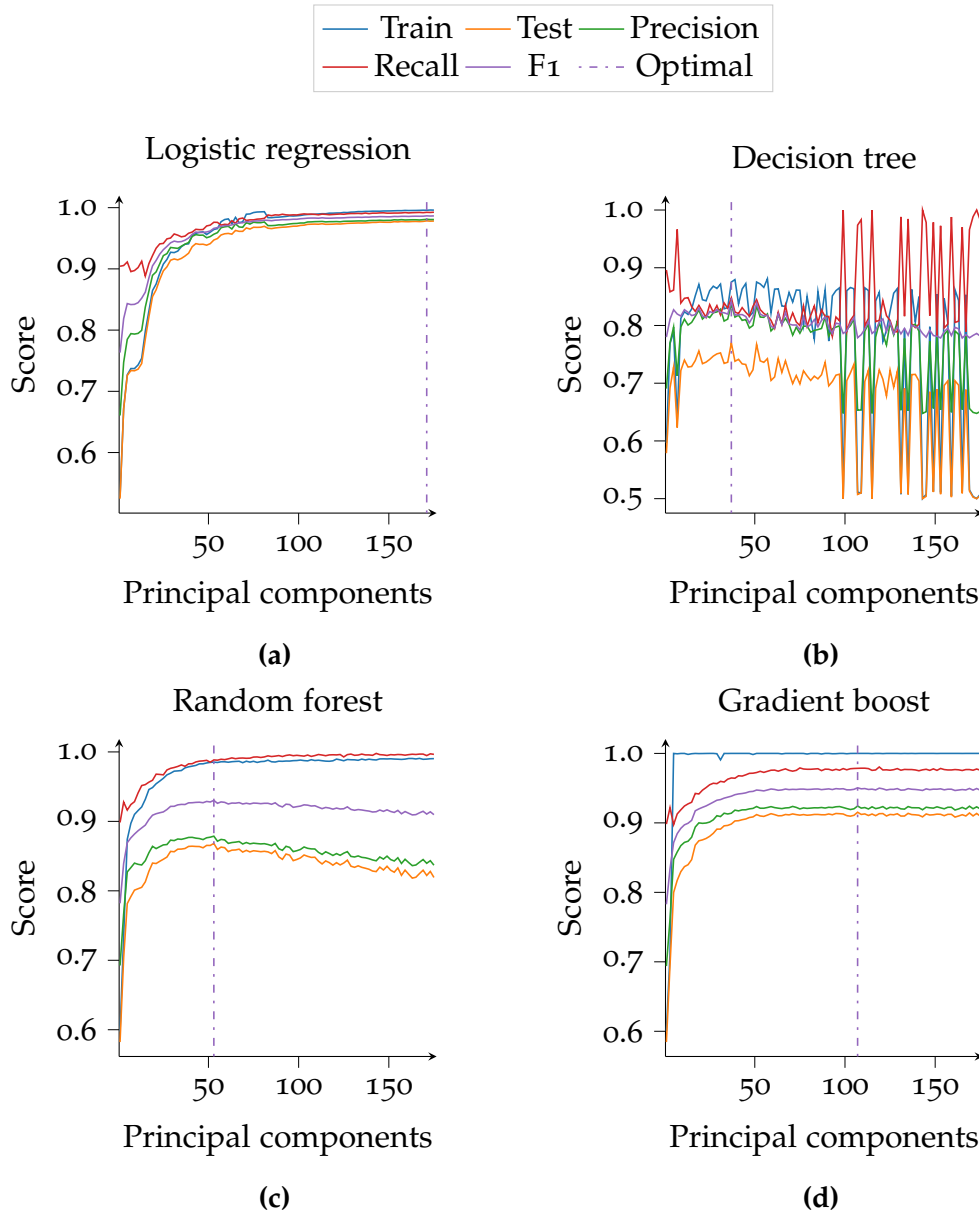 Train Test Precision
Recall F1 Optimal
Logistic regression
1.0
0.9
0.8
0.7
0.6
Score
50 100 150
Principal components
(a)
Decision tree
1.0
0.9
0.8
0.7
0.6
0.5
Score
50 100 150
Principal components
(b)
Random forest
1.0
0.9
0.8
0.7
0.6
Score
50 100 150
Principal components
(c)
Gradient boost
1.0
0.9
0.8
0.7
0.6
Score
50 100 150
Principal components
(d)